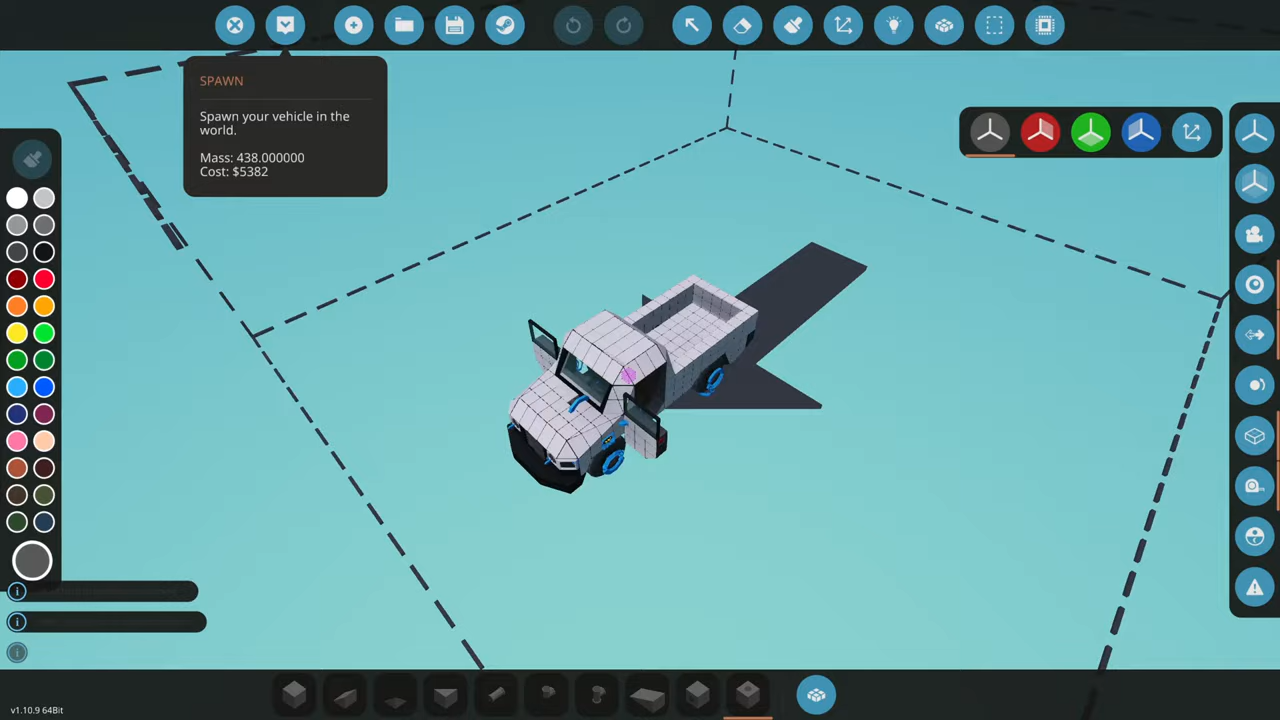 SPAWN
Spawn your vehicle in the
world.
Mass: 438.000000
Cost: $5382
v1.10.9 64Bit